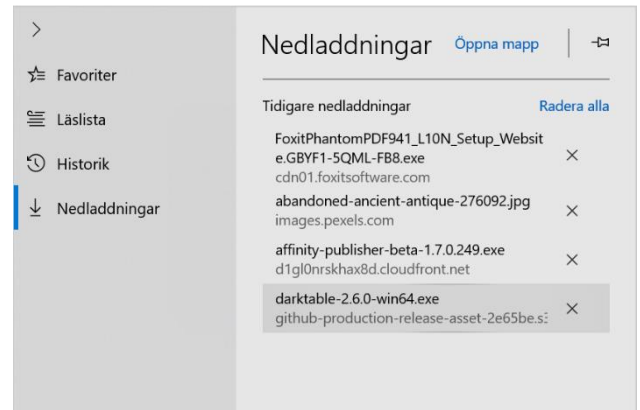 Nedladdningar Öppna mapp
Favoriter
Läslista
Historik
Nedladdningar
Tidigare nedladdningar Radera alla
FoxitPhantomPDF941_L10N_Setup_Websit
e.GBYF1-5QML-FB8.exe
cdn01.foxitsoftware.com
abandoned-ancient-antique-276092.jpg
images.pexels.com
affinity-publisher-beta-1.7.0.249.exe
d1gl0nrskhax8d.cloudfront.net
darktable-2.6.0-win64.exe
github-production-release-asset-2e65be.s3